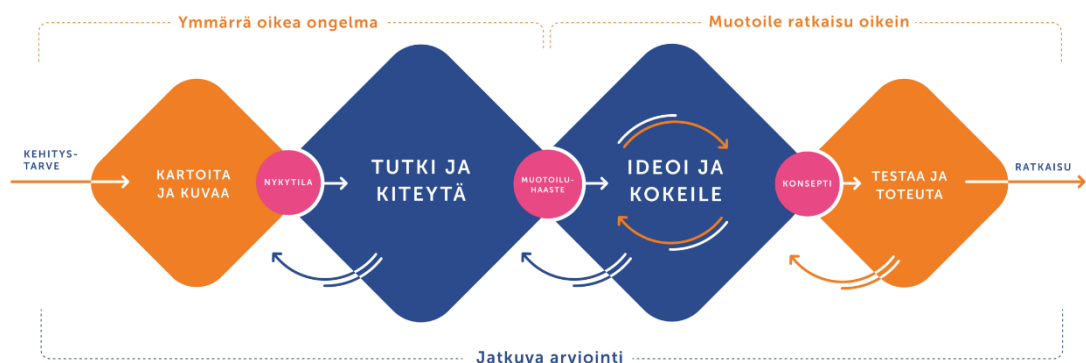 Ymmärrä oikea ongelma
Muotoile ratkaisu oikein
KEHITYS-
TARVE
KARTOITA
JA KUVAA
NYKYTILA
TUTKI JA
KITEYTÄ
MUOTOILU-
HAASTE
IDEOI JA
KOKEILE
KONSEPTI
TESTAA JA
TOTEUTA
RATKAISU
Jatkuva arviointi